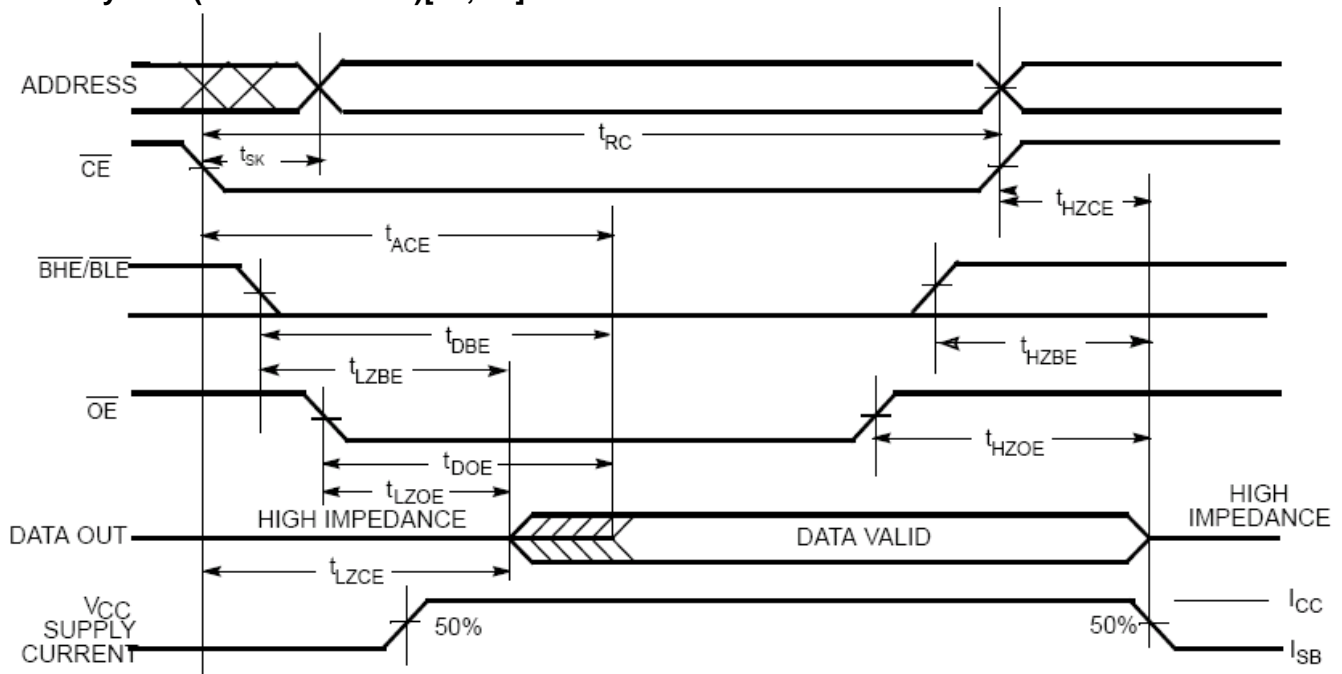 ADDRESS
tRC
tSK
CE
tHZCE
tACE
BHE/BLE
tDBE
tHZBE
tLZBE
OE
tHZOE
tDOE
tLZOE
HIGH IMPEDANCE
HIGH
IMPEDANCE
DATA OUT
DATA VALID
tLZCE
VCC
SUPPLY
CURRENT
50%
50%
ICC
ISB